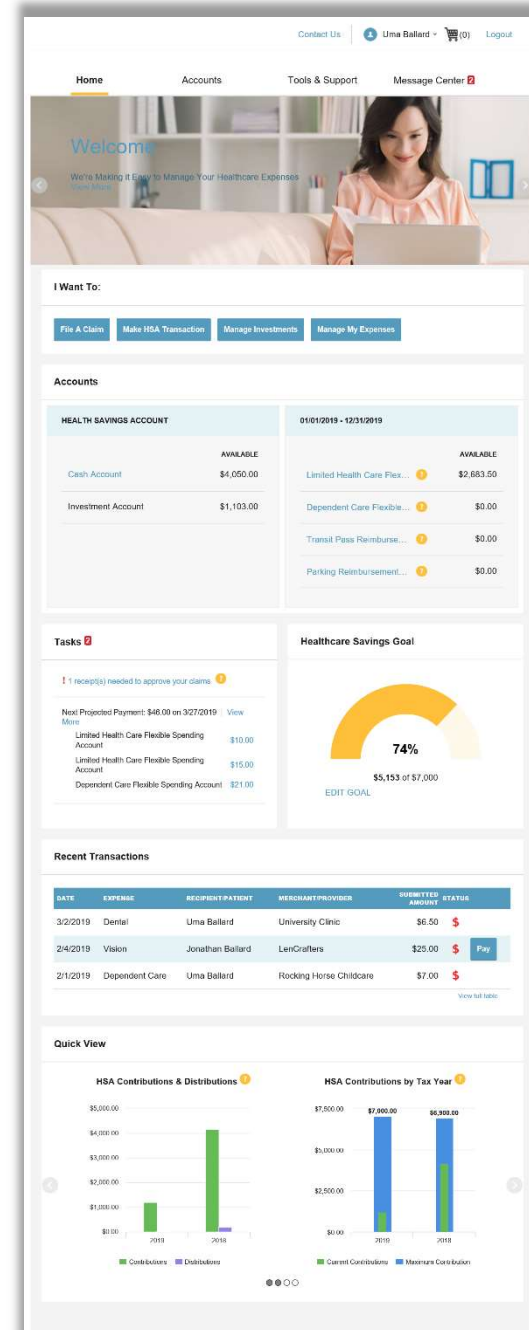 Contact Us Uma Ballard (0) Logout
Home Accounts Tools & Support Message Center 2
Welcome
We're Making it Easy to Manage Your Healthcare Expenses
View More
I Want To:
File A Claim Make HSA Transaction Manage Investments Manage My Expenses
Accounts
HEALTH SAVINGS ACCOUNT
AVAILABLE
Cash Account $4,050.00
Investment Account $1,103.00
01/01/2019 - 12/31/2019
AVAILABLE
Limited Health Care Flex... ? $2,683.50
Dependent Care Flexible... ? $0.00
Transit Pass Reimburse... ? $0.00
Parking Reimbursement... ? $0.00
Tasks 2
! 1 receipt(s) needed to approve your claims ?
Next Projected Payment: $46.00 on 3/27/2019 View
More
Limited Health Care Flexible Spending
Account $10.00
Limited Health Care Flexible Spending
Account $15.00
Dependent Care Flexible Spending Account $21.00
Healthcare Savings Goal
74%
$5,153 of $7,000
EDIT GOAL
Recent Transactions
DATE EXPENSE RECIPIENT/PATIENT MERCHANT/PROVIDER SUBMITTED AMOUNT STATUS
3/2/2019 Dental Uma Ballard University Clinic $6.50 $
2/4/2019 Vision Jonathan Ballard LenCrafters $25.00 $ Pay
2/1/2019 Dependent Care Uma Ballard Rocking Horse Childcare $7.00 $
View full table
Quick View
HSA Contributions & Distributions ?
$5,000.00
$4,000.00
$3,000.00
$2,000.00
$1,000.00
$0.00
2019 2018
Contributions Distributions
HSA Contributions by Tax Year ?
$7,500.00
$7,000.00 $6,900.00
$5,000.00
$2,500.00
$0.00
2019 2018
Current Contributions Maximum Contribution